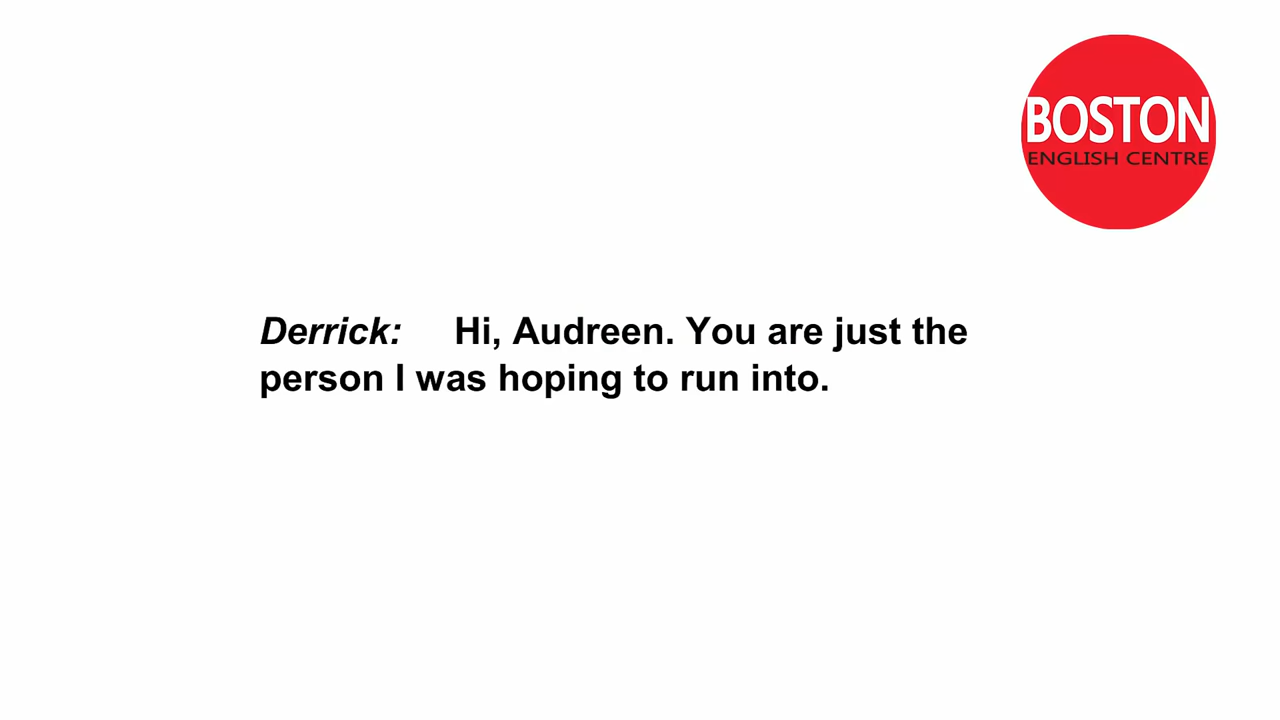 BOSTON
ENGLISH CENTRE
Derrick: Hi, Audreen. You are just the
person I was hoping to run into.